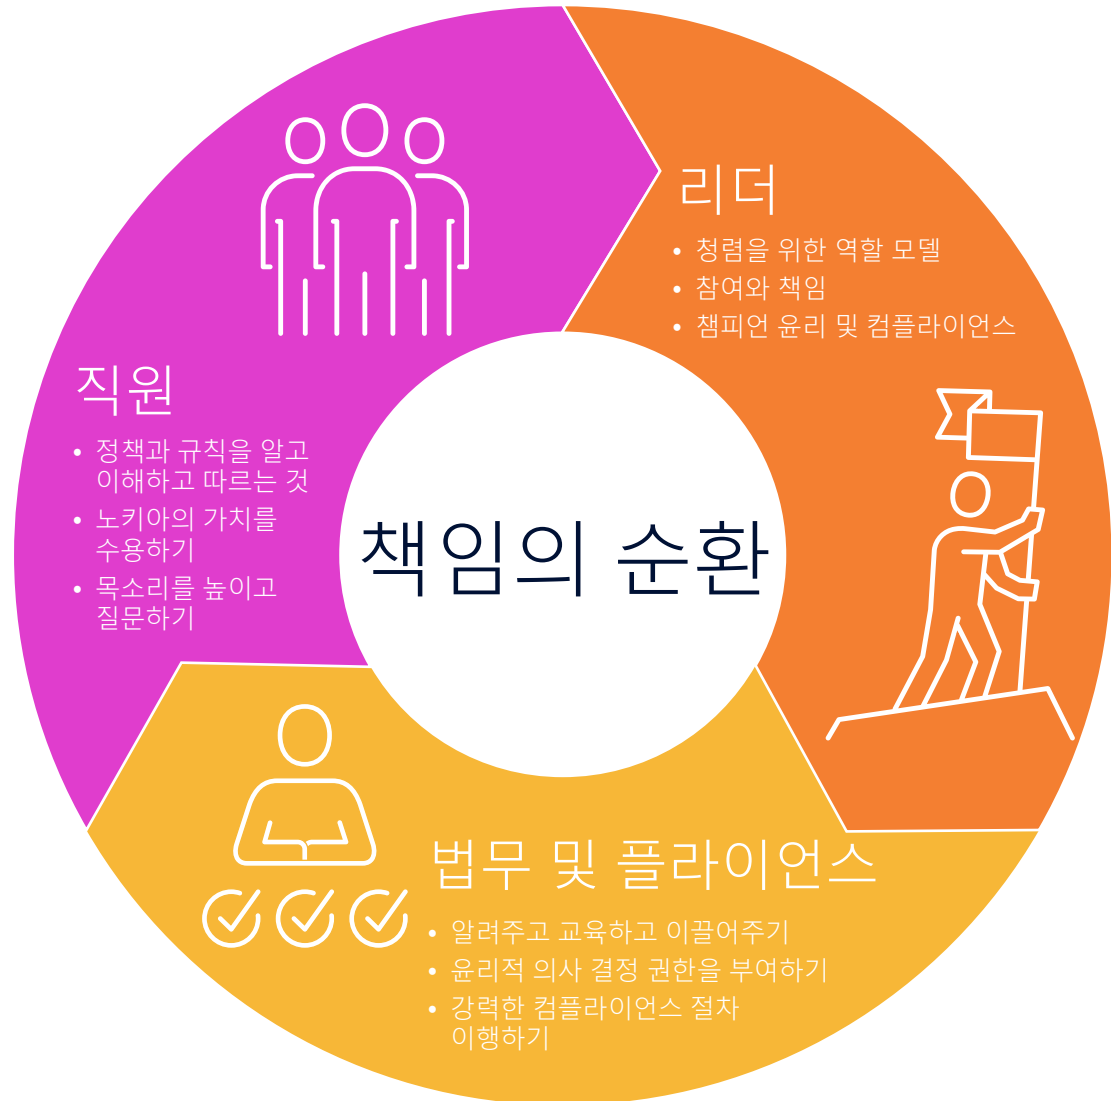 리더
• 청렴을 위한 역할 모델
• 참여와 책임
• 챔피언 윤리 및 컴플라이언스
직원
• 정책과 규칙을 알고
이해하고 따르는 것
• 노키아의 가치를
수용하기
• 목소리를 높이고
질문하기
책임의 순환
법무 및 플라이언스
• 알려주고 교육하고 이끌어주기
• 윤리적 의사 결정 권한을 부여하기
• 강력한 컴플라이언스 절차
이행하기